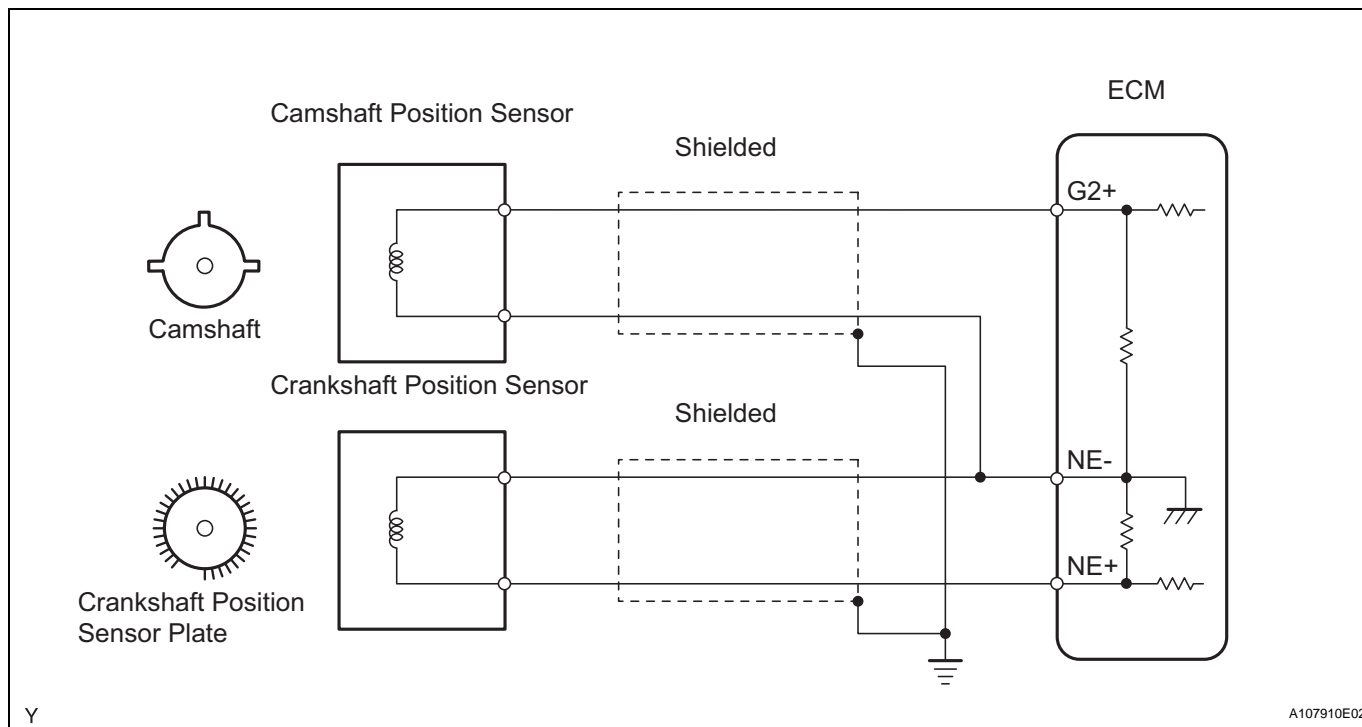 ECM
Camshaft Position Sensor
Shielded
G2+
Camshaft
Crankshaft Position Sensor
Shielded
NE-
NE+
Crankshaft Position
Sensor Plate
Y
A107910E02